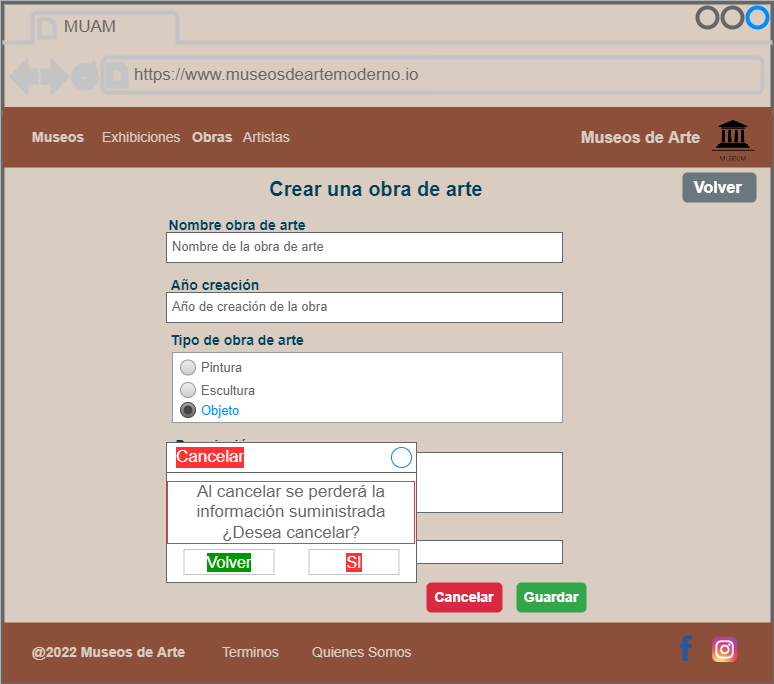 MUAM
https://www.museosdeartemoderno.io
Museos Exhibiciones Obras Artistas Museos de Arte
MUSEUM
Crear una obra de arte
Volver
Nombre obra de arte
Nombre de la obra de arte
Año creación
Año de creación de la obra
Tipo de obra de arte
Pintura
Escultura
Objeto
Cancelar
Al cancelar se perderá la
información suministrada
¿Desea cancelar?
Volver SI
Cancelar Guardar
@2022 Museos de Arte Terminos Quienes Somos